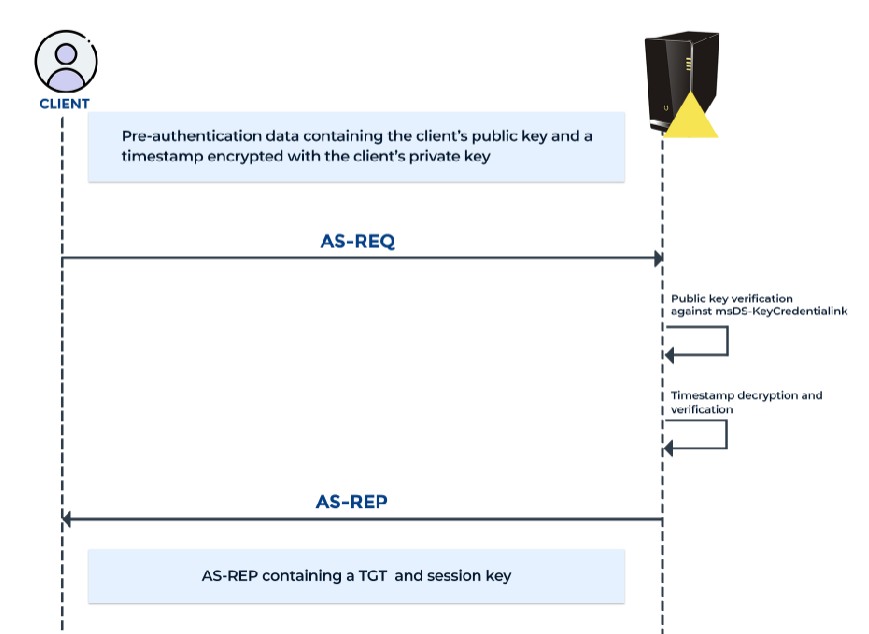 CLIENT
Pre-authentication data containing the client's public key and a
timestamp encrypted with the client's private key
AS-REQ
Public key verification
against msDS-KeyCredentialink
Timestamp decryption and
verification
AS-REP
AS-REP containing a TGT and session key